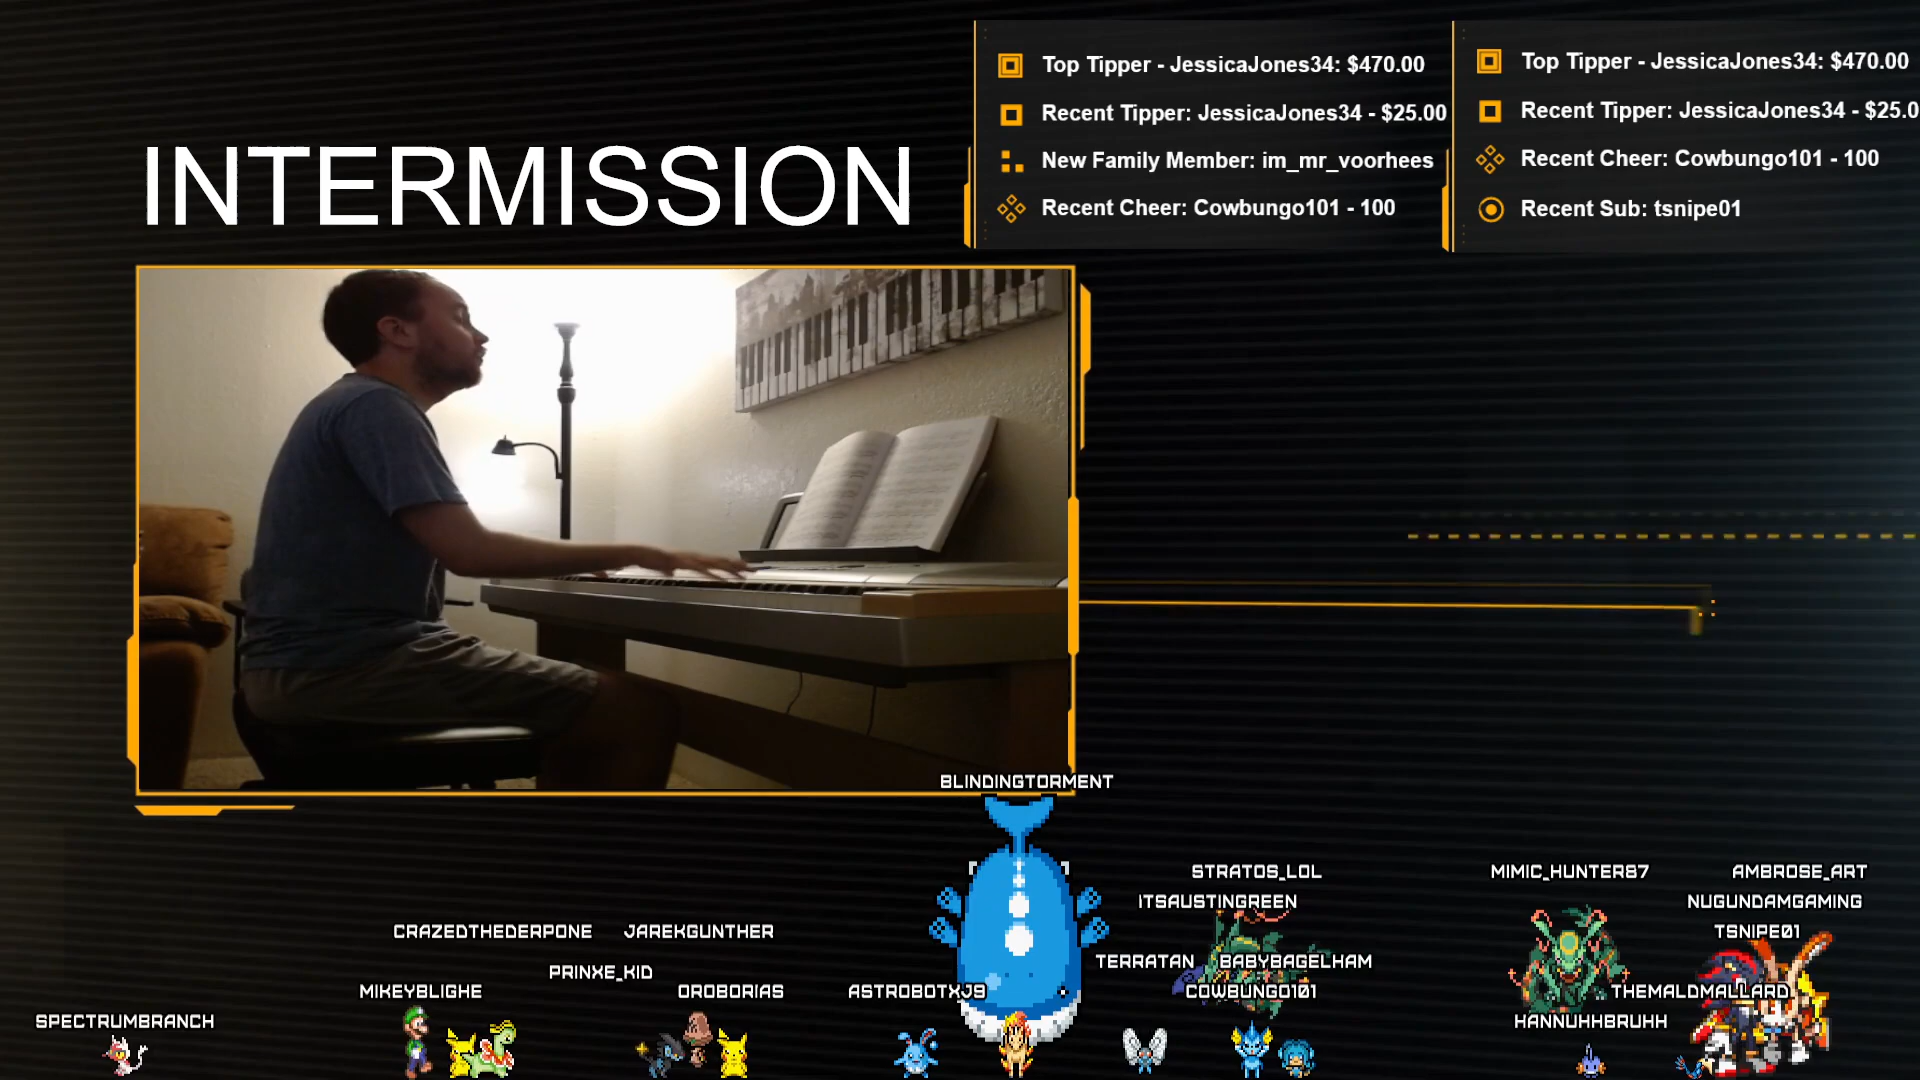 Top Tipper - JessicaJones34: $470.00
Recent Tipper: JessicaJones34 - $25.00
New Family Member: im_mr_voorhees
Recent Cheer: Cowbungo101 - 100
Top Tipper - JessicaJones34: $470.00
Recent Tipper: JessicaJones34 - $25.0
Recent Cheer: Cowbungo101 - 100
Recent Sub: tsnipe01
INTERMISSION
BLINDINGTORMENT
STRATOS_LOL
MIMIC_HUNTER87
AMBROSE_ART
ITSAUSTINGREEN
NUGUNDAMGAMING
CRAZEDTHEDERPONE
JAREKGUNTHER
TSNIPE01
TERRATAN
BABYBAGELHAM
PRINXE_KID
MIKEYBLIGHE
OROBORIAS
ASTROBOTXJ9
COWBUNGO101
THEMALDMALLARD
SPECTRUMBRANCH
HANNUHHBRUHH